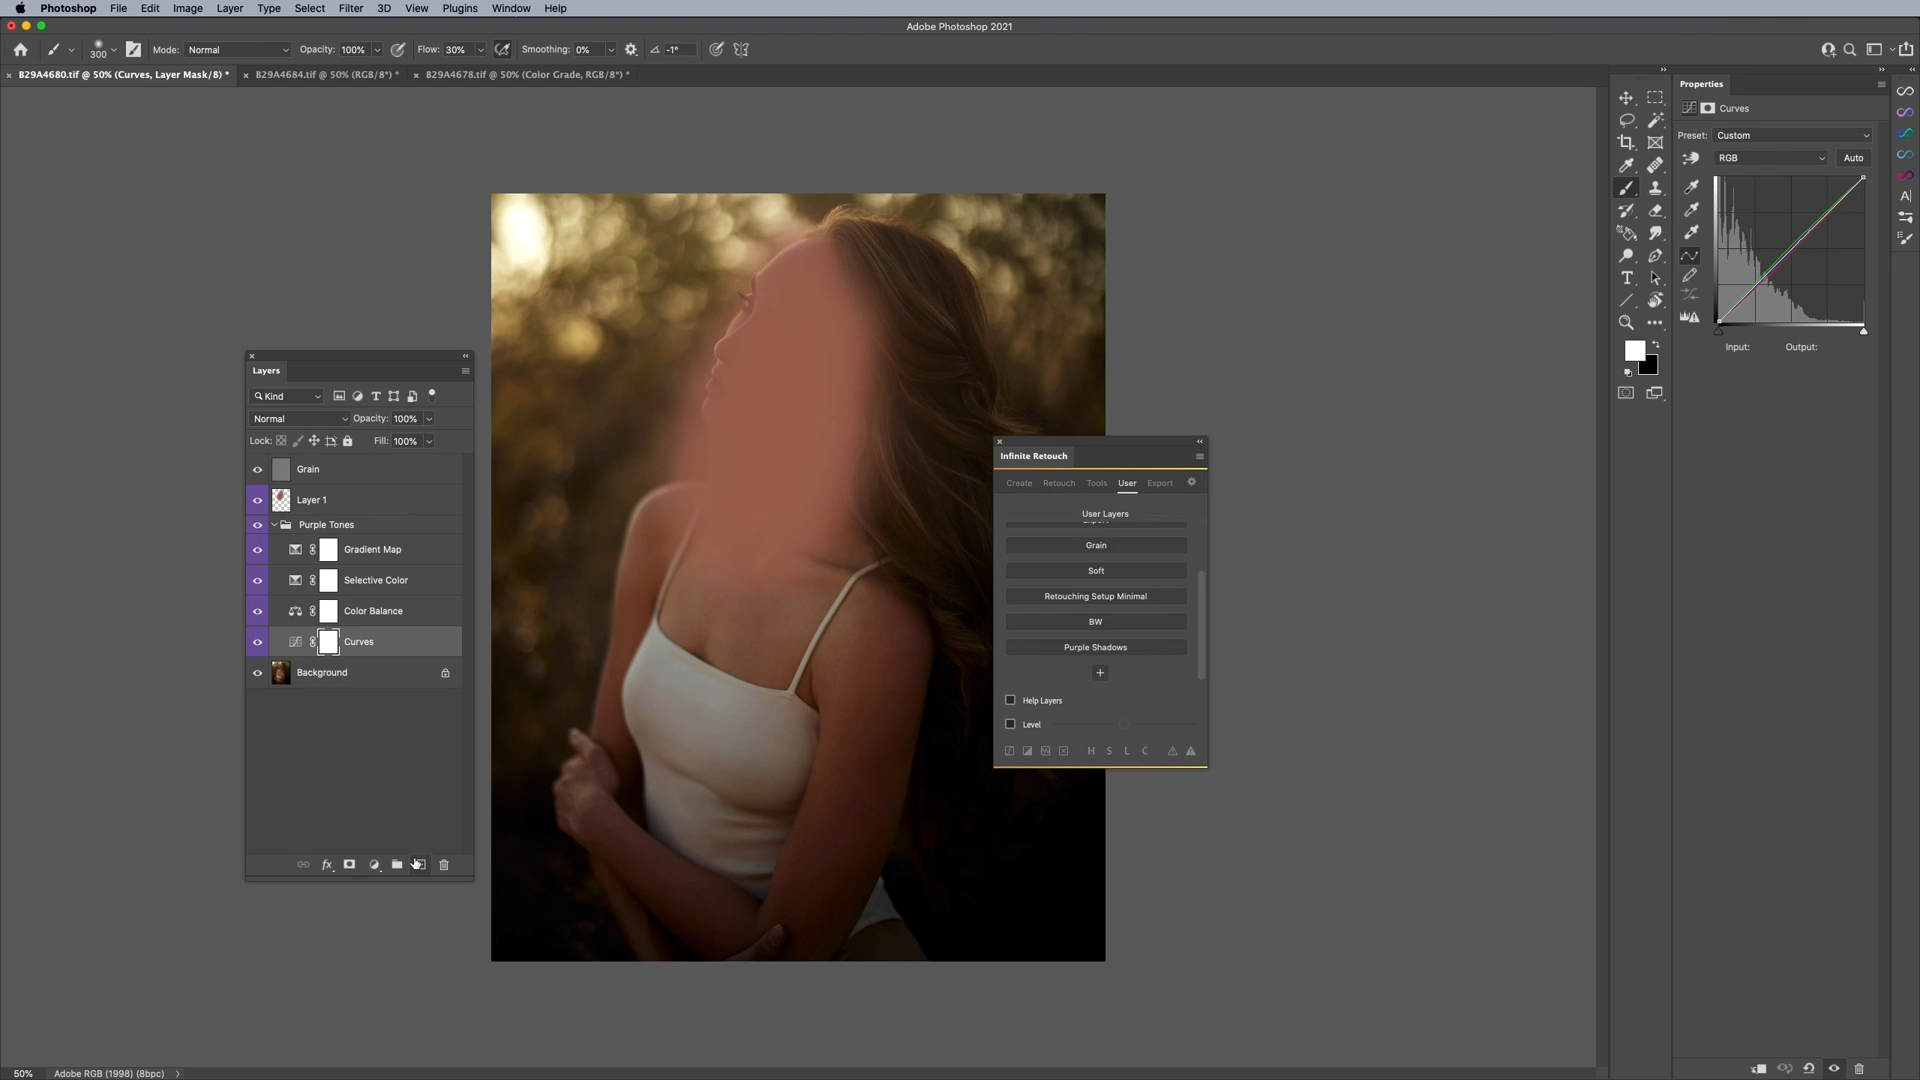 Photoshop File Edit Image Layer Type Select Filter 3D View Plugins Window Help
Adobe Photoshop 2021
300 Mode: Normal Opacity: 100% Flow: 30% Smoothing: 0% -1°
B29A4680.tif @ 50% (Curves, Layer Mask/8) * B29A4684.tif @ 50% (RGB/8*) * B29A4678.tif @ 50% (Color Grade, RGB/8*) *
Properties
Curves
Preset: Custom
RGB Auto
Input: Output:
Layers
Kind
Normal Opacity: 100%
Lock: Fill: 100%
Grain
Layer 1
Purple Tones
Gradient Map
Selective Color
Color Balance
Curves
Background
fx
Infinite Retouch
Create Retouch Tools User Export
User Layers
Grain
Soft
Retouching Setup Minimal
BW
Purple Shadows
+
Help Layers
Level
H S L C
50% Adobe RGB (1998) (8bpc)